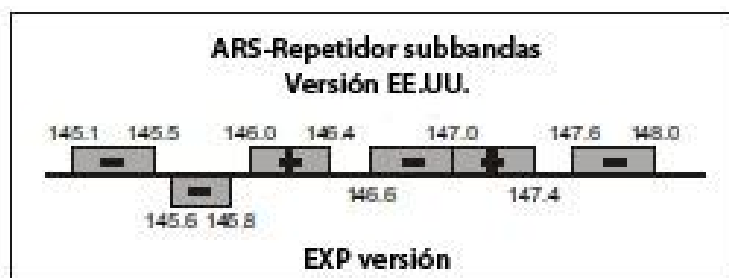 ARS-Repetidor subbandas
Versión EE.UU.
145.1 145.5 146.0 146.4 147.0 147.6 148.0
- + - + -
-
146.6 147.4
145.6 145.8
EXP versión